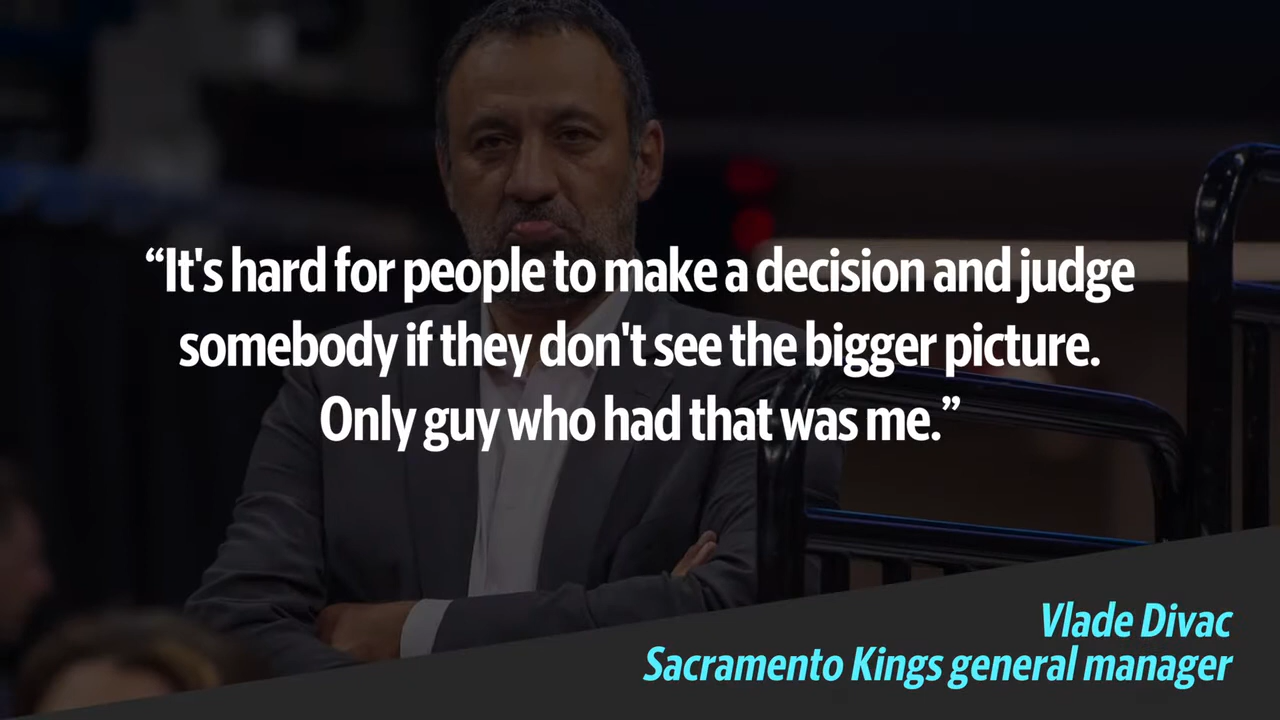 “It's hard for people to make a decision and judge
somebody if they don't see the bigger picture.
Only guy who had that was me.”
Vlade Divac
Sacramento Kings general manager